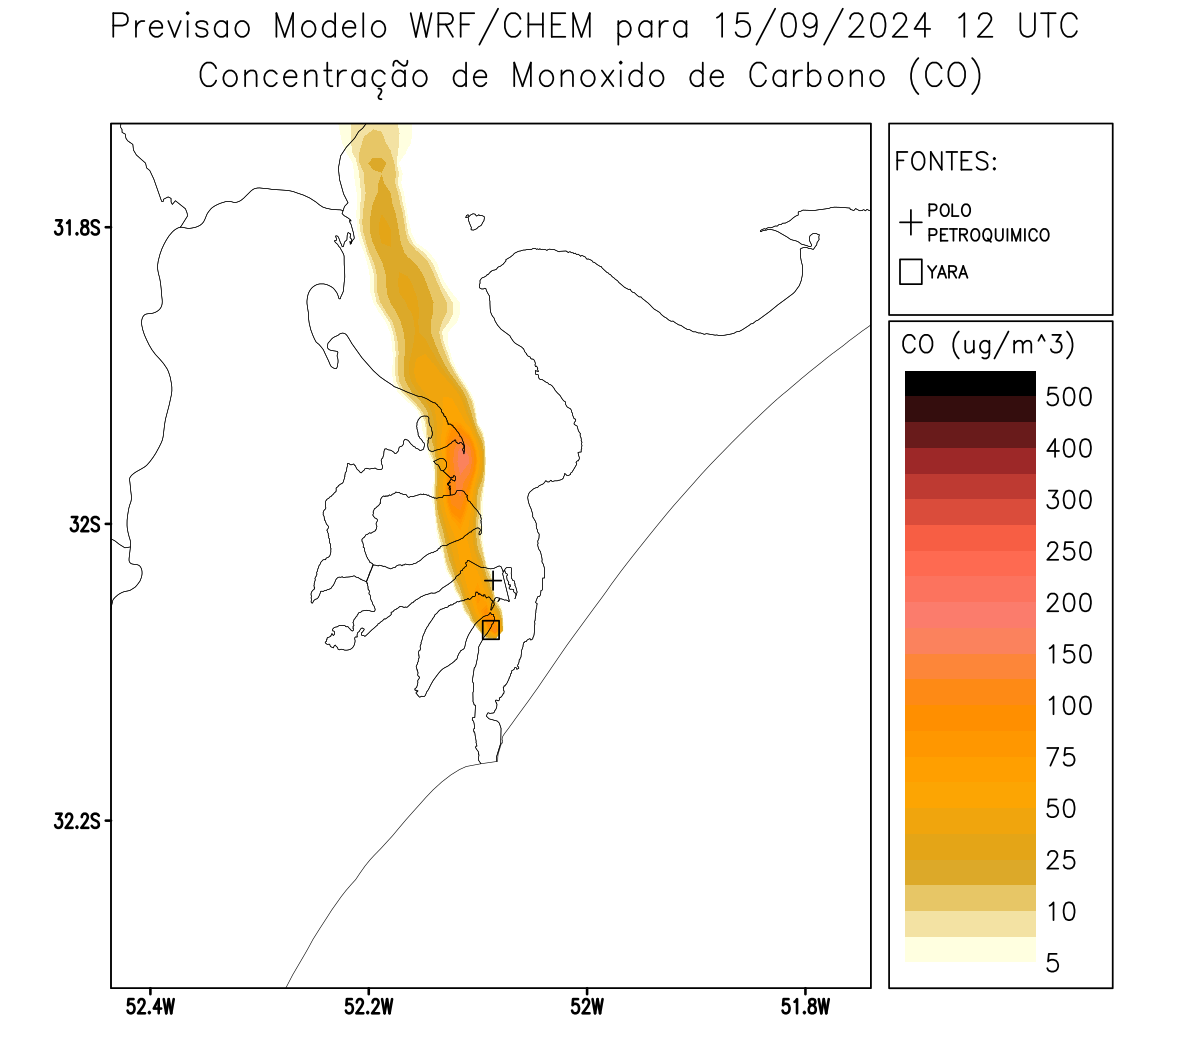 Previsao Modelo WRF/CHEM para 15/09/2024 12 UTC
Concentração de Monoxido de Carbono (CO)
FONTES:
POLO
PETROQUIMICO
YARA
CO (ug/m^3)
500
400
300
250
200
150
100
75
50
25
10
5
31.8S
32S
32.2S
52.4W
52.2W
52W
51.8W